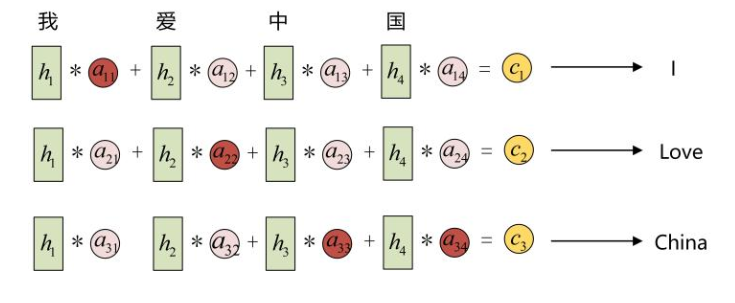 我 爱 中 国
h₁ * a₁₁ + h₂ * a₁₂ + h₃ * a₁₃ + h₄ * a₁₄ = c₁ → I
h₁ * a₂₁ + h₂ * a₂₂ + h₃ * a₂₃ + h₄ * a₂₄ = c₂ → Love
h₁ * a₃₁ h₂ * a₃₂ + h₃ * a₃₃ + h₄ * a₃₄ = c₃ → China